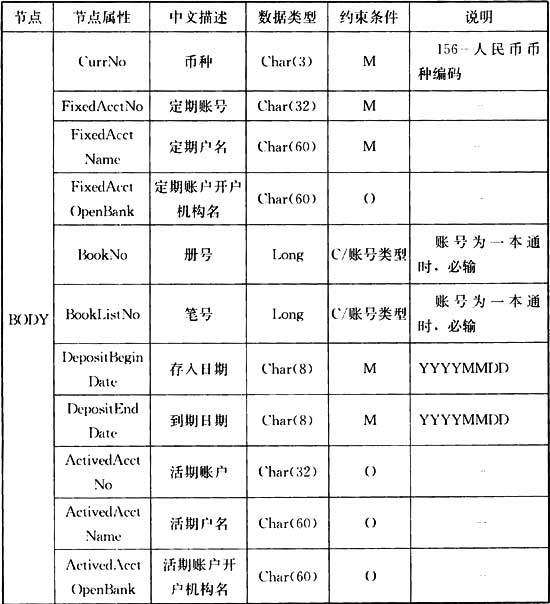 节点 节点属性 中文描述 数据类型 约束条件 说明
BODY
CurrNo 币种 Char(3) M 156-人民币币
种编码
FixedAcctNo 定期账号 Char(32) M -
FixedAcct
Name 定期户名 Char(60) M -
FixedAcct
OpenBank 定期账户开户
机构名 Char(60) O -
BookNo 册号 Long C/账号类型 账号为一本通
时,必输
BookListNo 笔号 Long C/账号类型 账号为一本通
时,必输
DepositBegin
Date 存入日期 Char(8) M YYYYMMDD
DepositEnd
Date 到期日期 Char(8) M YYYYMMDD
ActivedAcct
No 活期账户 Char(32) O -
ActivedAcct
Name 活期户名 Char(60) O -
ActivedAcct
OpenBank 活期账户开
户机构名 Char(60) O -